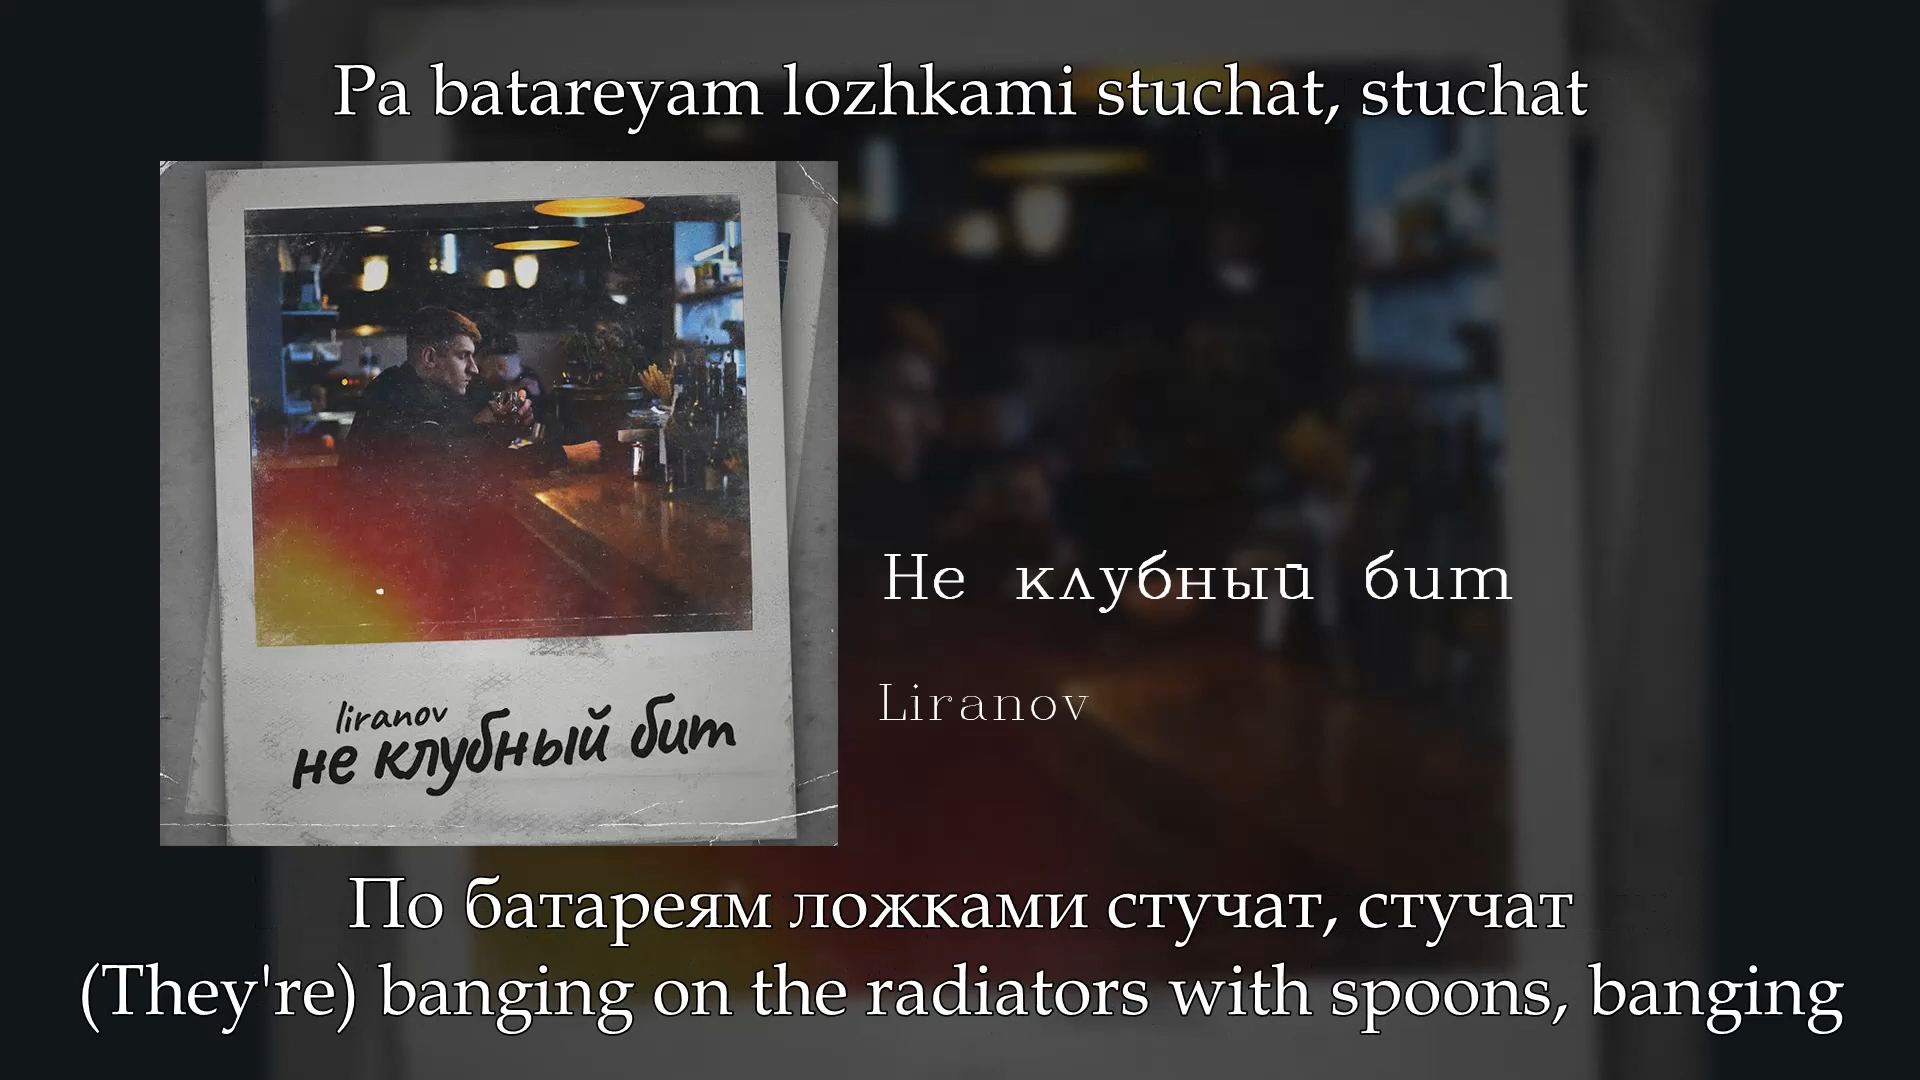 Pa batareyam lozhkami stuchat, stuchat
liranov
не клубный бит
Не клубный бит
Liranov
По батареям ложками стучат, стучат
(They're) banging on the radiators with spoons, banging